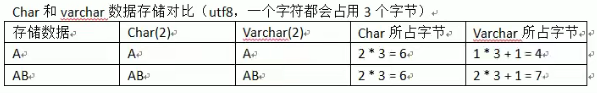 Char 和 varchar 数据存储对比（utf8，一个字符都会占用 3 个字节）
存储数据 Char(2) Varchar(2) Char 所占字节 Varchar 所占字节
A A A 2 * 3 = 6 1 * 3 + 1 = 4
AB AB AB 2 * 3 = 6 2 * 3 + 1 = 7